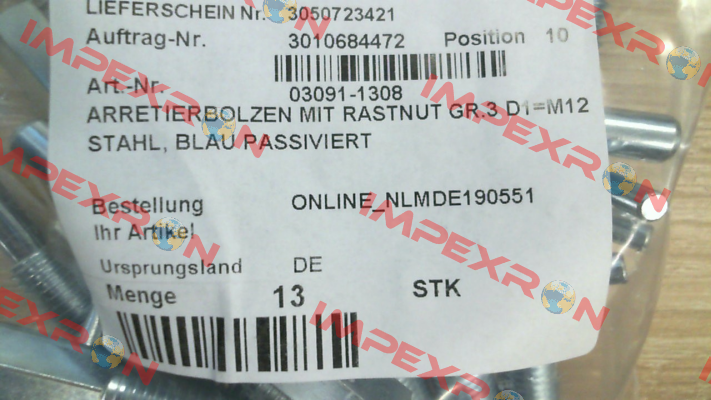 LIEFERSCHEIN Nr. 3050723421
Auftrag-Nr. 3010684472 Position 10
Art.-Nr. 03091-1308
ARRETIERBOLZEN MIT RASTNUT GR.3 D1=M12
STAHL, BLAU PASSIVIERT
Bestellung ONLINE_NLMDE190551
Ihr Artikel
Ursprungsland DE
Menge 13 STK
IMPEXRON
IMPEXRON
IMPEXRON
IMPEXRON